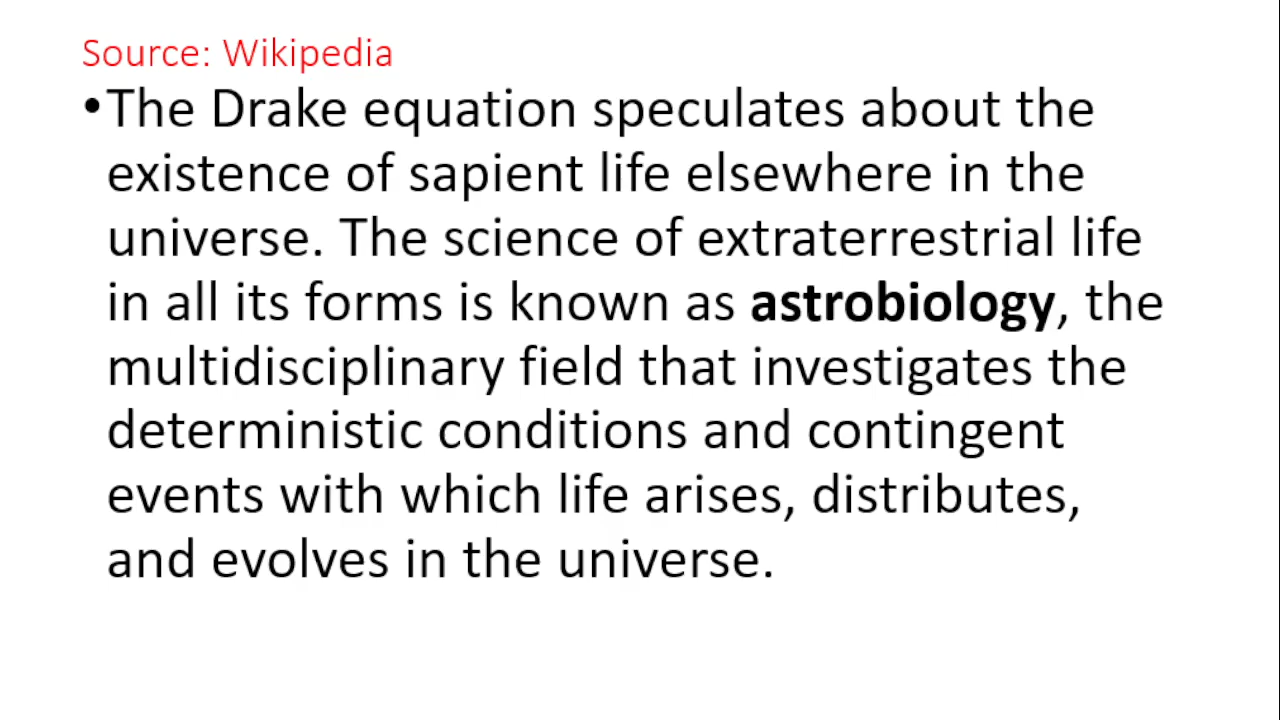 Source: Wikipedia
•The Drake equation speculates about the
existence of sapient life elsewhere in the
universe. The science of extraterrestrial life
in all its forms is known as astrobiology, the
multidisciplinary field that investigates the
deterministic conditions and contingent
events with which life arises, distributes,
and evolves in the universe.